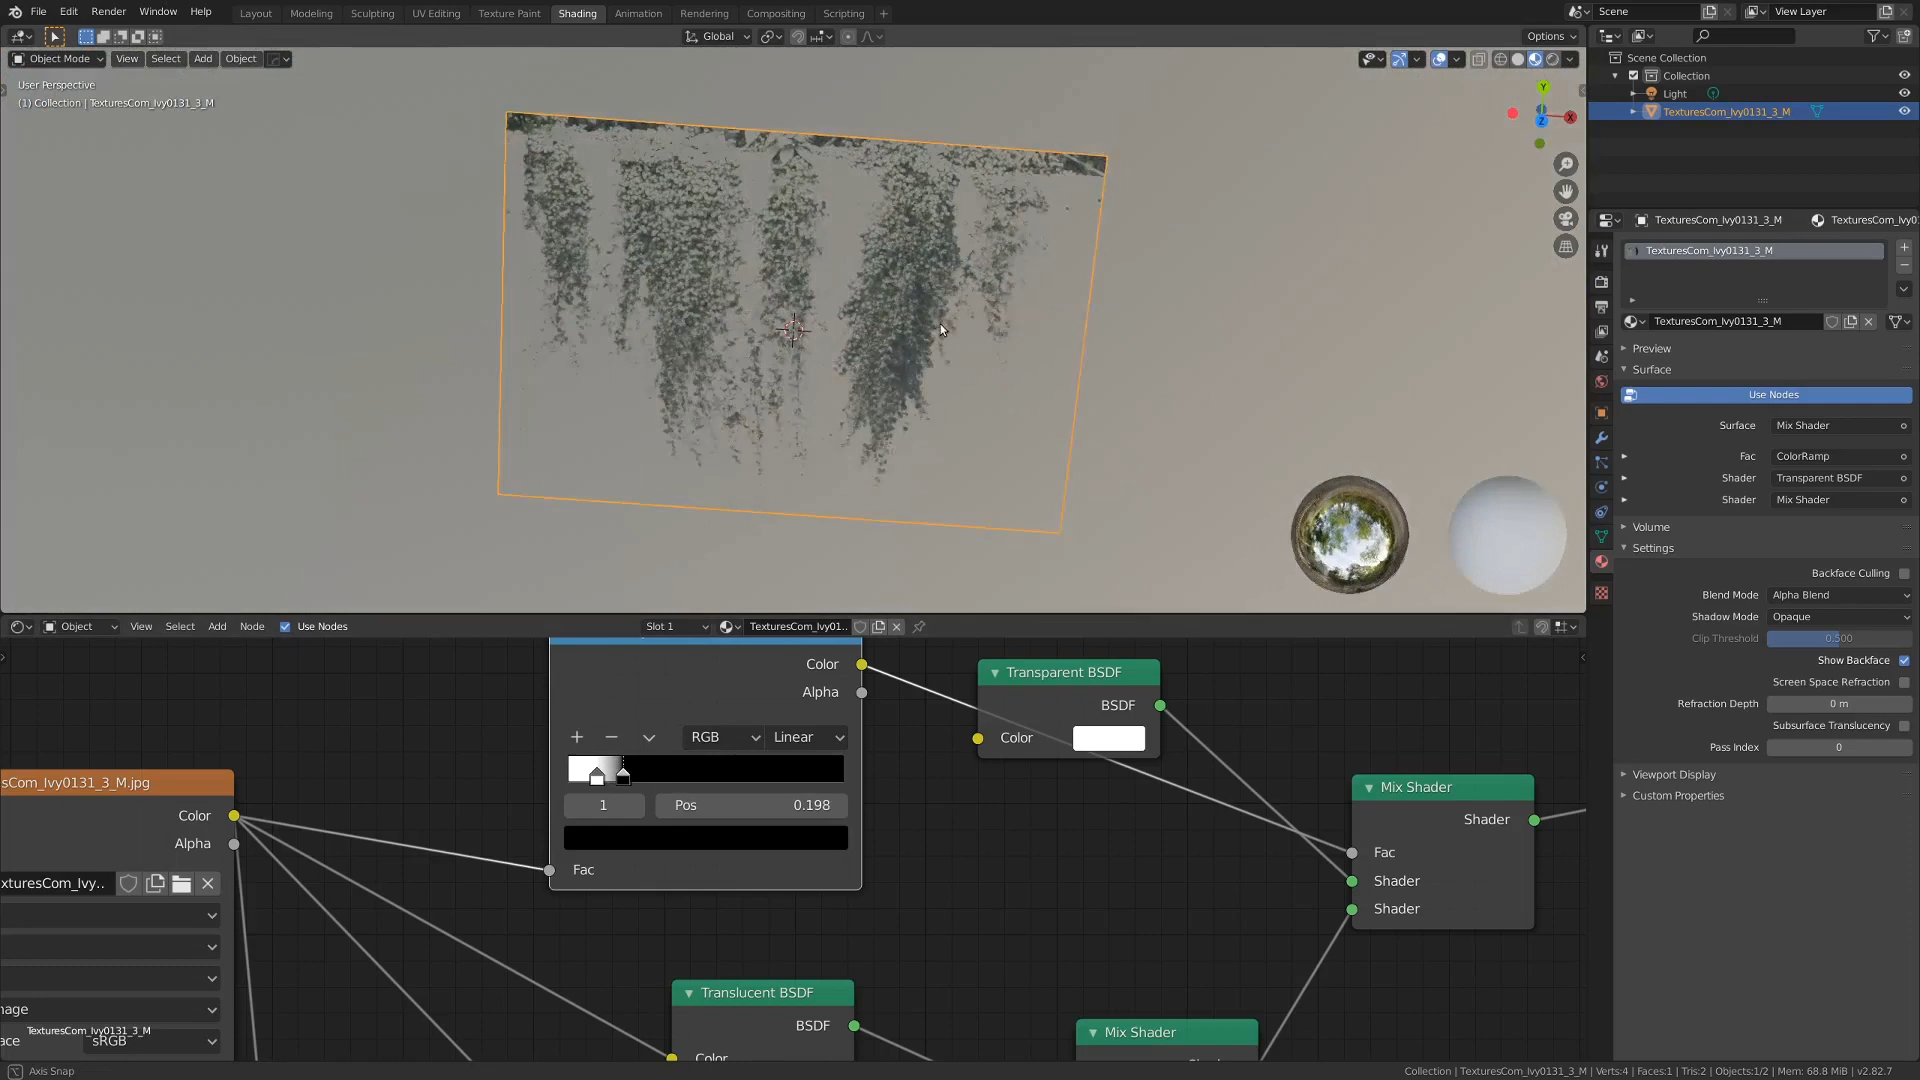 File Edit Render Window Help Layout Modeling Sculpting UV Editing Texture Paint Shading Animation Rendering Compositing Scripting + Scene View Layer
Global Options
Object Mode View Select Add Object
User Perspective
(1) Collection | TexturesCom_Ivy0131_3_M
Y
X
Z
Scene Collection
Collection
Light
TexturesCom_Ivy0131_3_M
TexturesCom_Ivy0131_3_M TexturesCom_Ivy01
TexturesCom_Ivy0131_3_M
TexturesCom_Ivy0131_3_M
Preview
Surface
Use Nodes
Surface Mix Shader
Fac ColorRamp
Shader Transparent BSDF
Shader Mix Shader
Volume
Settings
Backface Culling
Blend Mode Alpha Blend
Shadow Mode Opaque
Clip Threshold 0.500
Show Backface
Screen Space Refraction
Refraction Depth 0 m
Subsurface Translucency
Pass Index 0
Viewport Display
Custom Properties
Object View Select Add Node Use Nodes Slot 1 TexturesCom_Ivy01..
Color
Alpha
RGB Linear
1 Pos 0.198
Fac
Transparent BSDF
BSDF
Color
Mix Shader
Shader
Fac
Shader
Shader
sCom_Ivy0131_3_M.jpg
Color
Alpha
xturesCom_Ivy..
mage
TexturesCom_Ivy0131_3_M
ace sRGB
Translucent BSDF
BSDF
Color
Mix Shader
Axis Snap
Collection | TexturesCom_Ivy0131_3_M | Verts:4 | Faces:1 | Tris:2 | Objects:1/2 | Mem: 68.8 MiB | v2.82.7